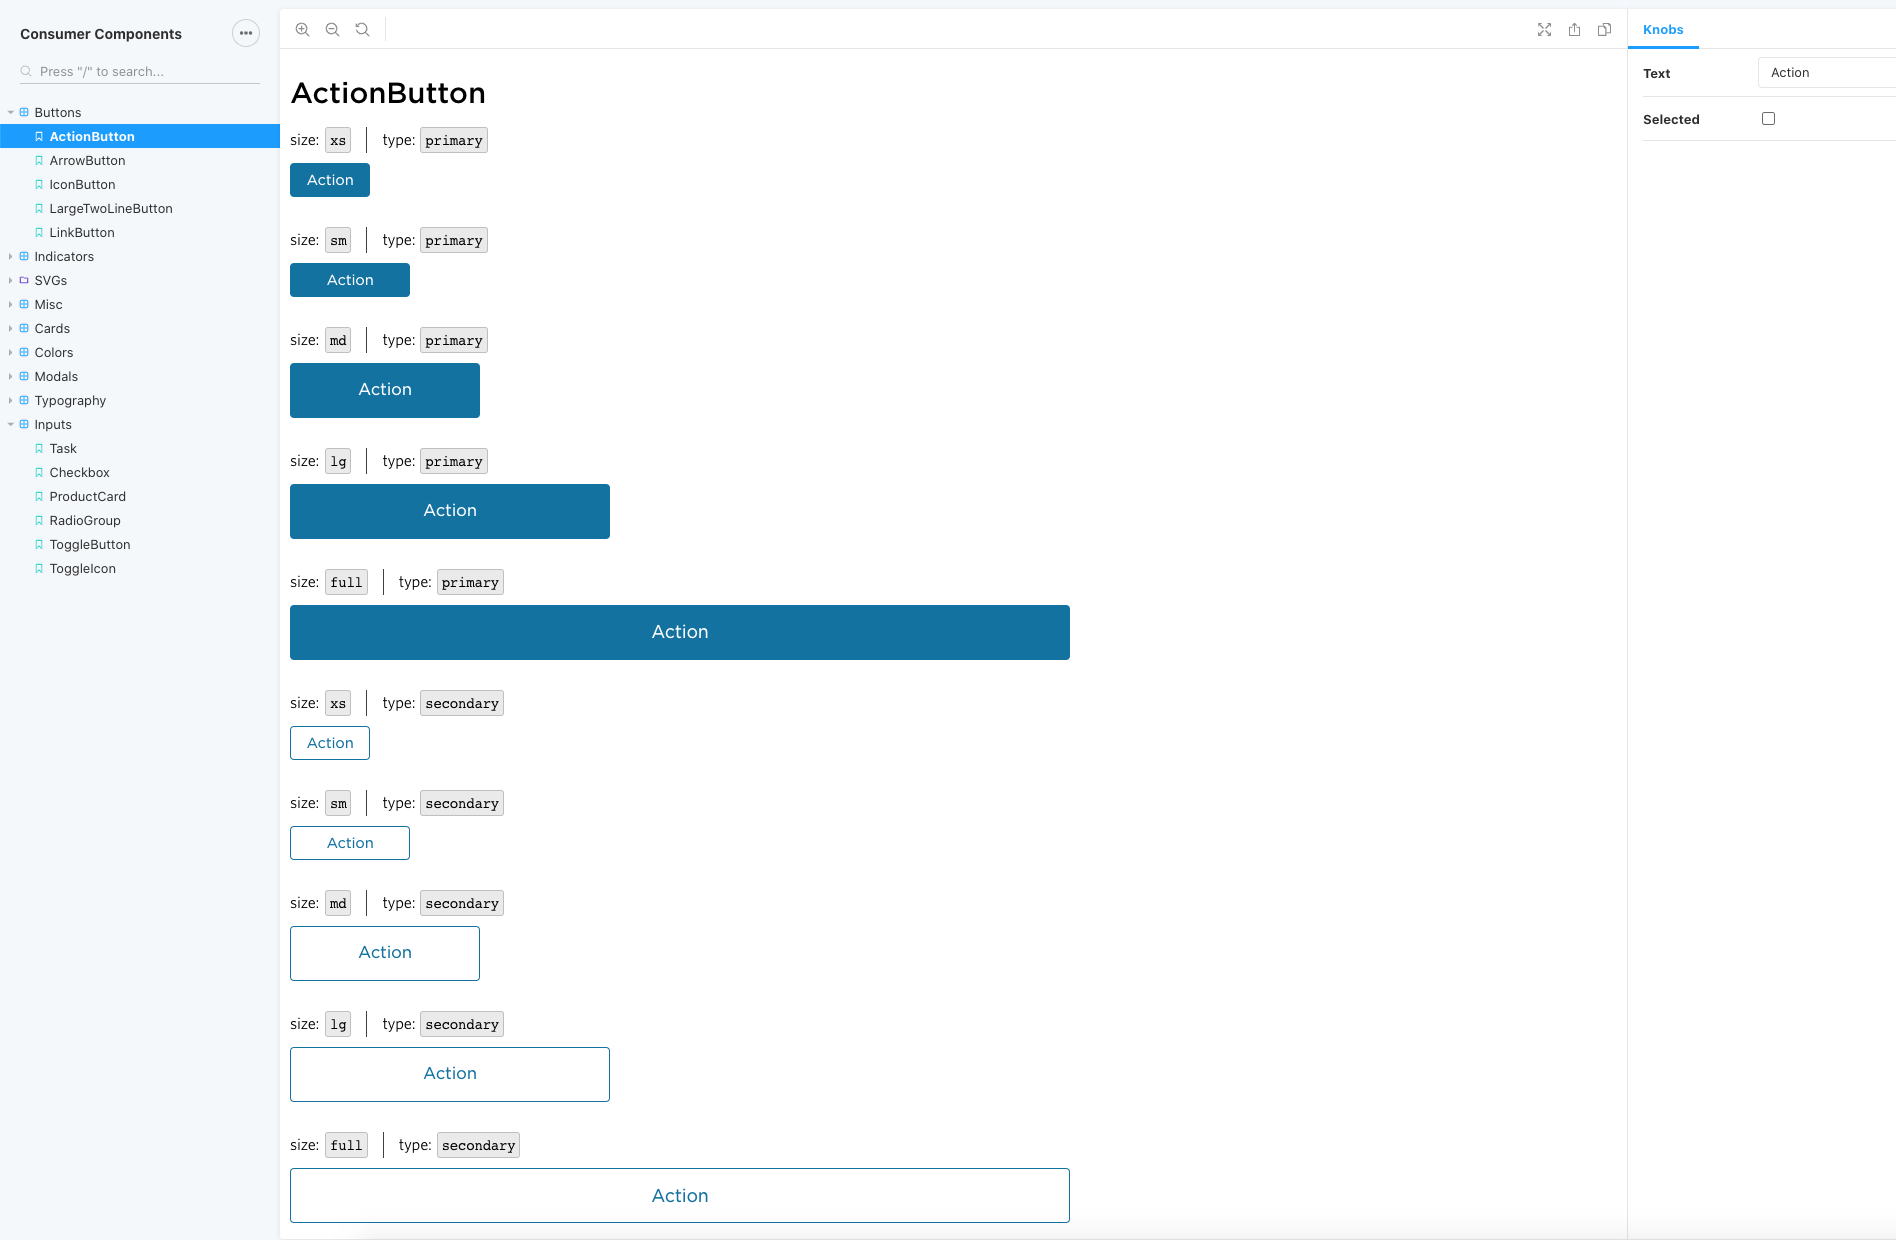 Consumer Components
Press "/" to search...
Buttons
ActionButton
ArrowButton
IconButton
LargeTwoLineButton
LinkButton
Indicators
SVGs
Misc
Cards
Colors
Modals
Typography
Inputs
Task
Checkbox
ProductCard
RadioGroup
ToggleButton
ToggleIcon
ActionButton
size: xs type: primary
Action
size: sm type: primary
Action
size: md type: primary
Action
size: lg type: primary
Action
size: full type: primary
Action
size: xs type: secondary
Action
size: sm type: secondary
Action
size: md type: secondary
Action
size: lg type: secondary
Action
size: full type: secondary
Action
Knobs
Text Action
Selected